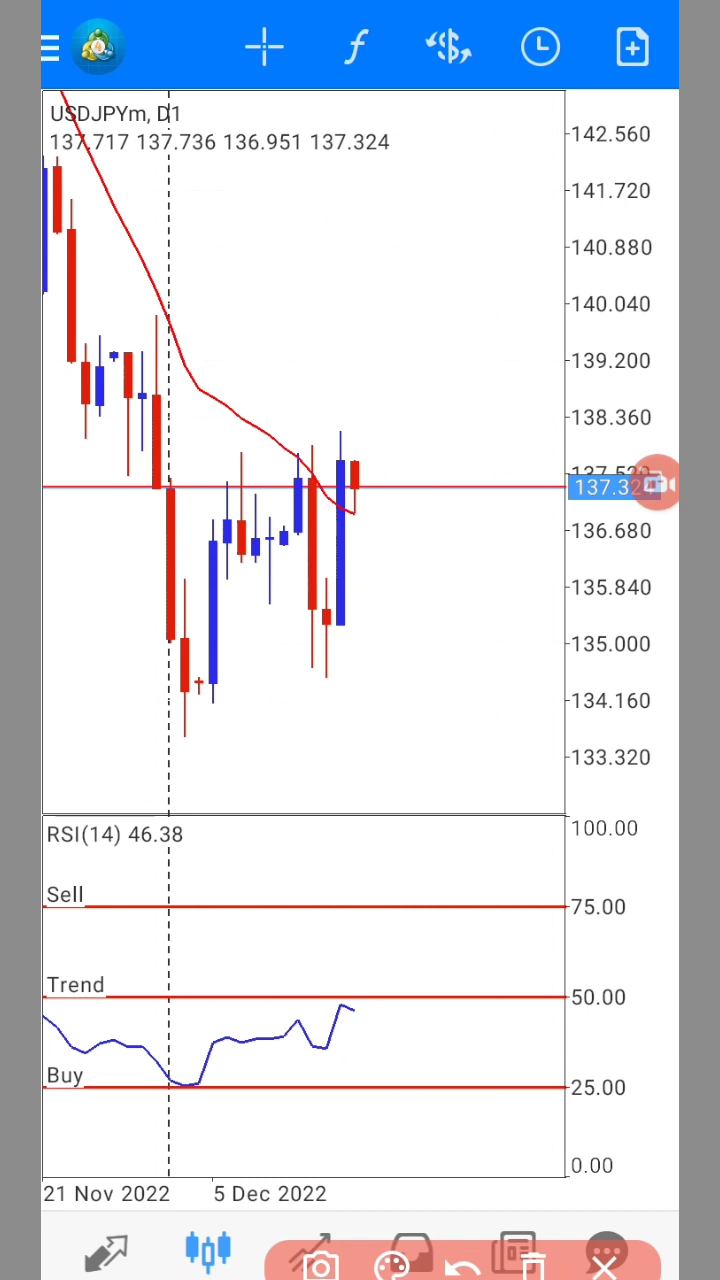 USDJPYm, D1
137.717 137.736 136.951 137.324
142.560
141.720
140.880
140.040
139.200
138.360
137.520
137.324
136.680
135.840
135.000
134.160
133.320
RSI(14) 46.38
100.00
Sell
75.00
Trend
50.00
Buy
25.00
0.00
21 Nov 2022 5 Dec 2022